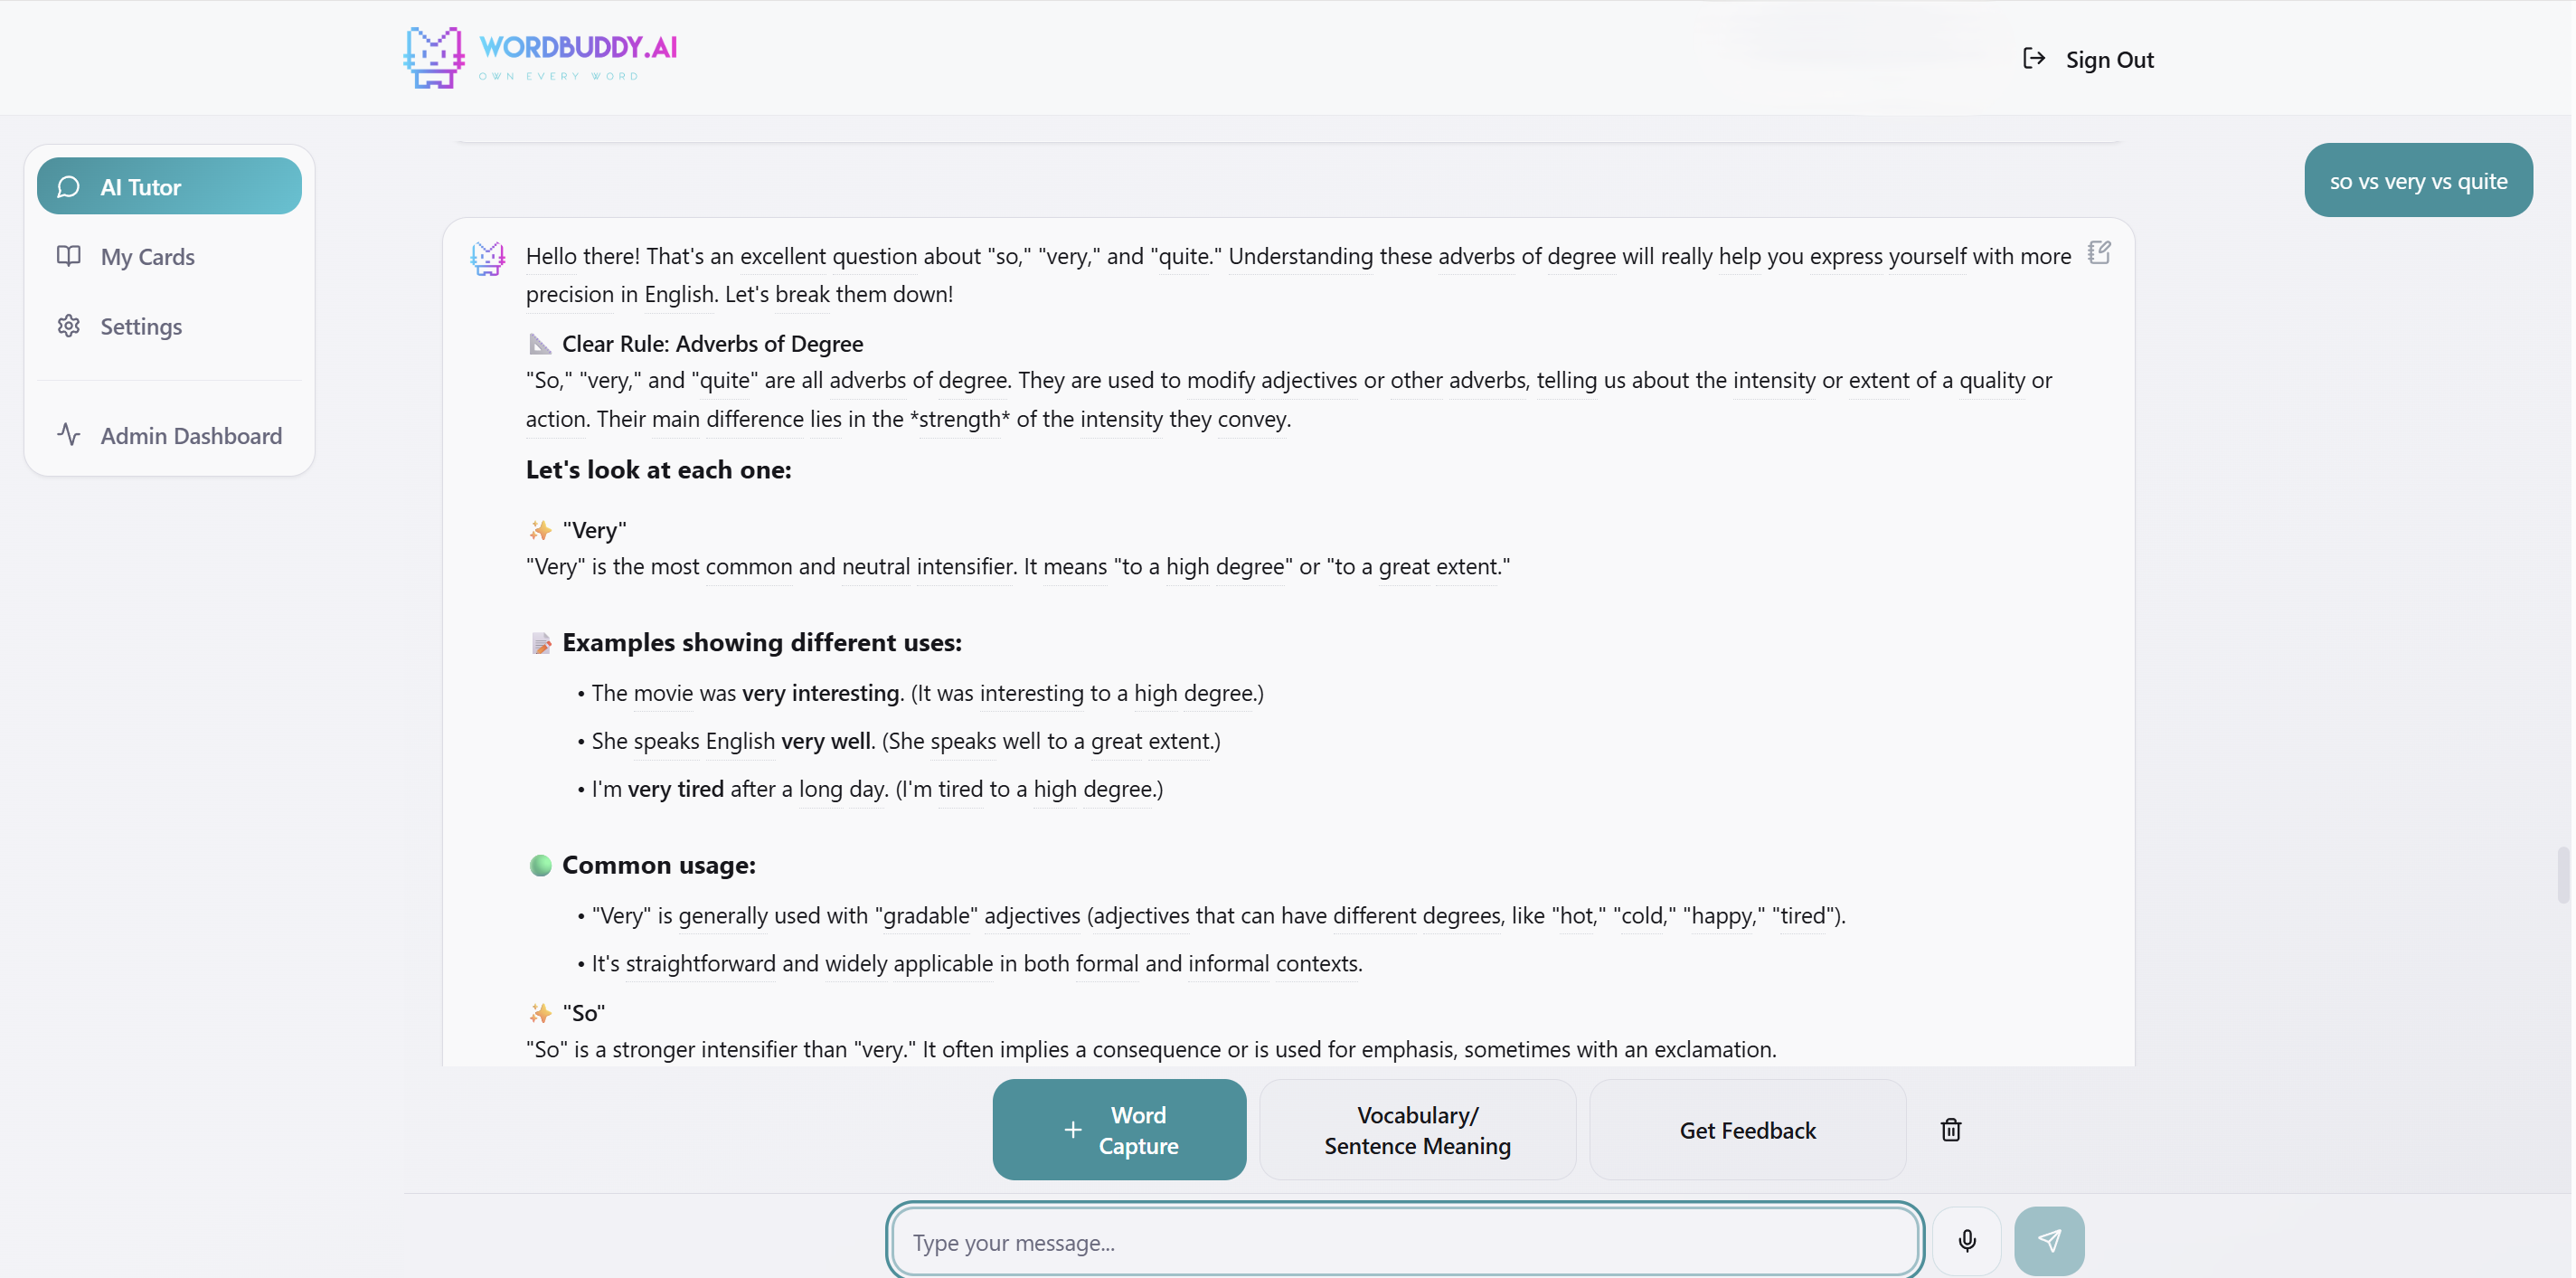 WORDBUDDY.AI
OWN EVERY WORD
Sign Out
AI Tutor
My Cards
Settings
Admin Dashboard
so vs very vs quite
Hello there! That's an excellent question about "so," "very," and "quite." Understanding these adverbs of degree will really help you express yourself with more
precision in English. Let's break them down!
Clear Rule: Adverbs of Degree
"So," "very," and "quite" are all adverbs of degree. They are used to modify adjectives or other adverbs, telling us about the intensity or extent of a quality or
action. Their main difference lies in the *strength* of the intensity they convey.
Let's look at each one:
✨ "Very"
"Very" is the most common and neutral intensifier. It means "to a high degree" or "to a great extent."
Examples showing different uses:
• The movie was very interesting. (It was interesting to a high degree.)
• She speaks English very well. (She speaks well to a great extent.)
• I'm very tired after a long day. (I'm tired to a high degree.)
Common usage:
• "Very" is generally used with "gradable" adjectives (adjectives that can have different degrees, like "hot," "cold," "happy," "tired").
• It's straightforward and widely applicable in both formal and informal contexts.
✨ "So"
"So" is a stronger intensifier than "very." It often implies a consequence or is used for emphasis, sometimes with an exclamation.
+ Word
Capture
Vocabulary/
Sentence Meaning
Get Feedback
Type your message...